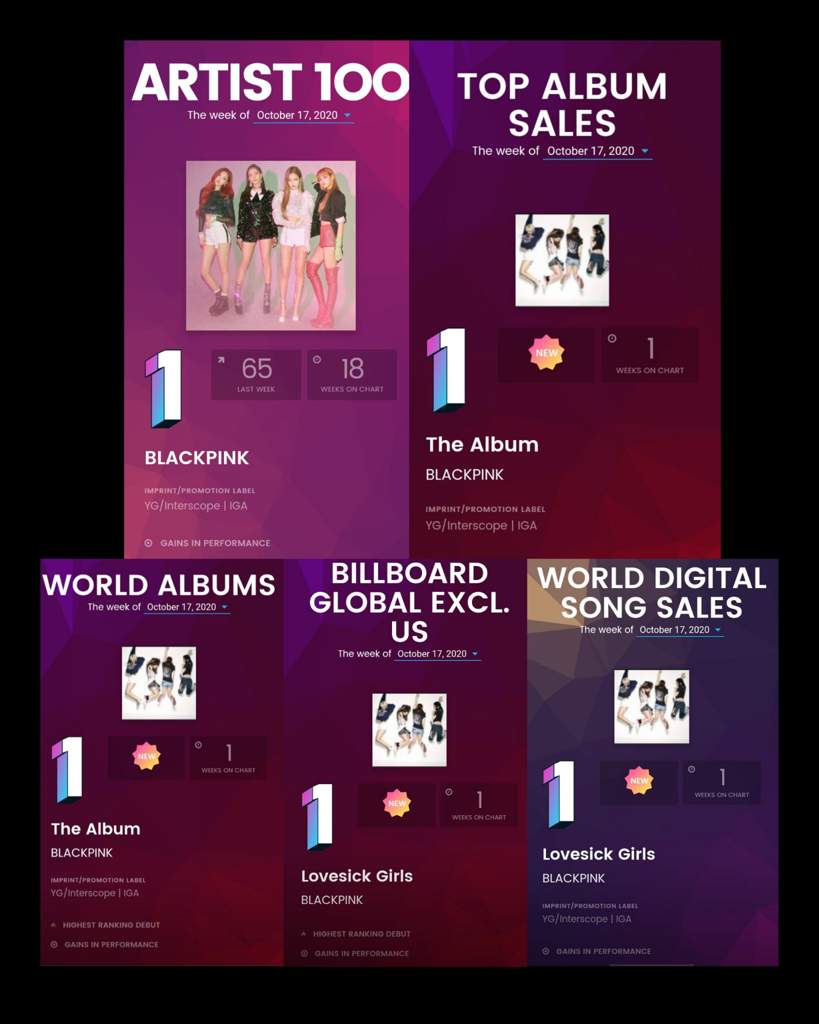 ARTIST 100
The week of October 17, 2020
1
65
LAST WEEK
18
WEEKS ON CHART
BLACKPINK
IMPRINT/PROMOTION LABEL
YG/Interscope | IGA
GAINS IN PERFORMANCE
TOP ALBUM
SALES
The week of October 17, 2020
1
NEW
1
WEEKS ON CHART
The Album
BLACKPINK
IMPRINT/PROMOTION LABEL
YG/Interscope | IGA
WORLD ALBUMS
The week of October 17, 2020
1
NEW
1
WEEKS ON CHART
The Album
BLACKPINK
IMPRINT/PROMOTION LABEL
YG/Interscope | IGA
HIGHEST RANKING DEBUT
GAINS IN PERFORMANCE
BILLBOARD
GLOBAL EXCL.
US
The week of October 17, 2020
1
NEW
1
WEEKS ON CHART
Lovesick Girls
BLACKPINK
HIGHEST RANKING DEBUT
GAINS IN PERFORMANCE
WORLD DIGITAL
SONG SALES
The week of October 17, 2020
1
NEW
1
WEEKS ON CHART
Lovesick Girls
BLACKPINK
IMPRINT/PROMOTION LABEL
YG/Interscope | IGA
GAINS IN PERFORMANCE